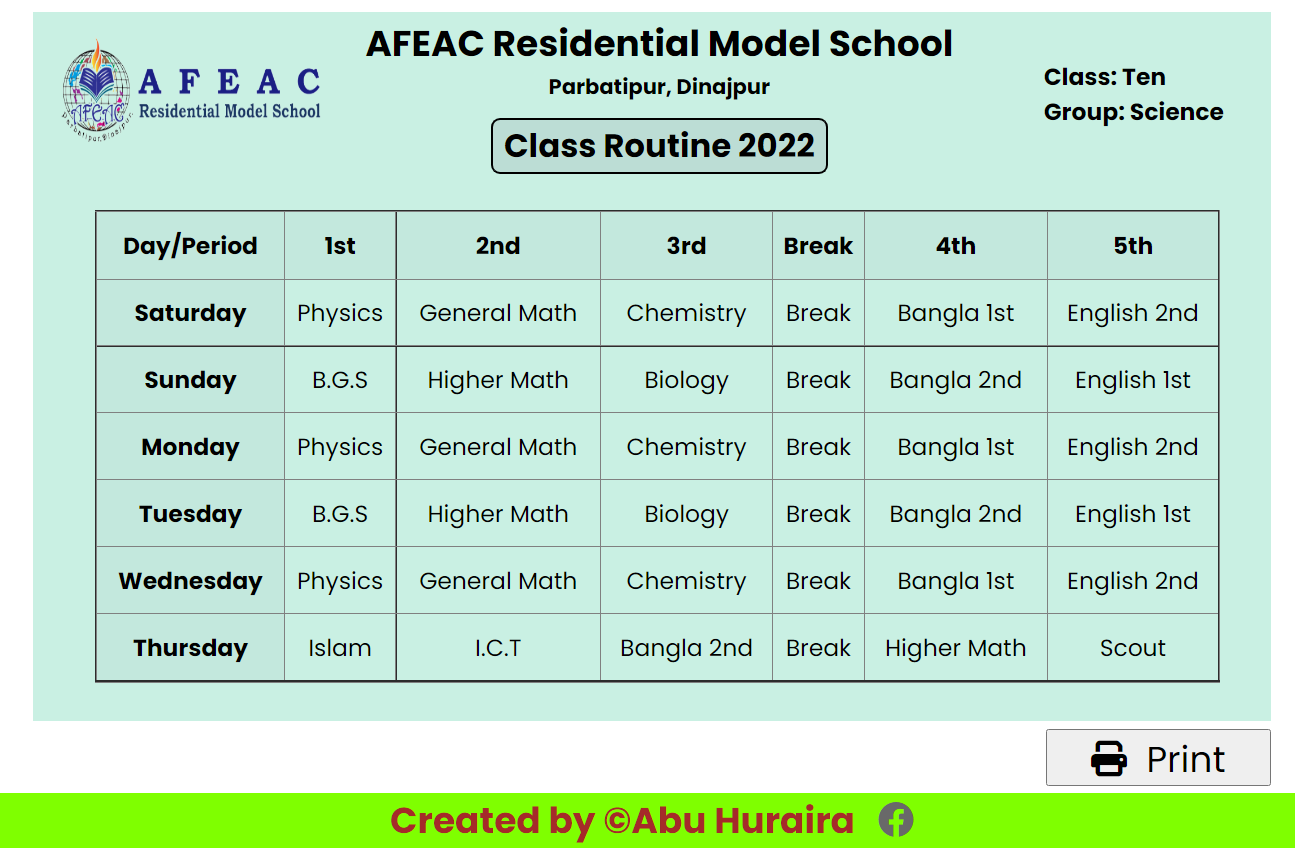 AFEAC Residential Model School
Parbatipur, Dinajpur
Class Routine 2022
AFEAC
Parbatipur, Dinajpur
A F E A C
Residential Model School
Class: Ten
Group: Science
Day/Period 1st 2nd 3rd Break 4th 5th
Saturday Physics General Math Chemistry Break Bangla 1st English 2nd
Sunday B.G.S Higher Math Biology Break Bangla 2nd English 1st
Monday Physics General Math Chemistry Break Bangla 1st English 2nd
Tuesday B.G.S Higher Math Biology Break Bangla 2nd English 1st
Wednesday Physics General Math Chemistry Break Bangla 1st English 2nd
Thursday Islam I.C.T Bangla 2nd Break Higher Math Scout
Print
Created by ©Abu Huraira